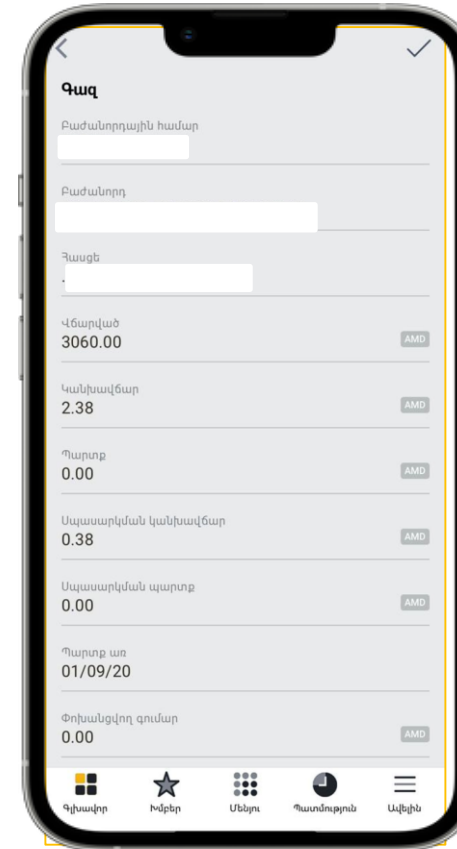 Գազ
Բաժանորդային համար
Բաժանորդ
Հասցե
Վճարված
3060.00 AMD
Կանխավճար
2.38 AMD
Պարտք
0.00 AMD
Սպասարկման կանխավճար
0.38 AMD
Սպասարկման պարտք
0.00 AMD
Պարտք առ
01/09/20
Փոխանցվող գումար
0.00 AMD
Գլխավոր Խմբեր Մենյու Պատմություն Ավելին